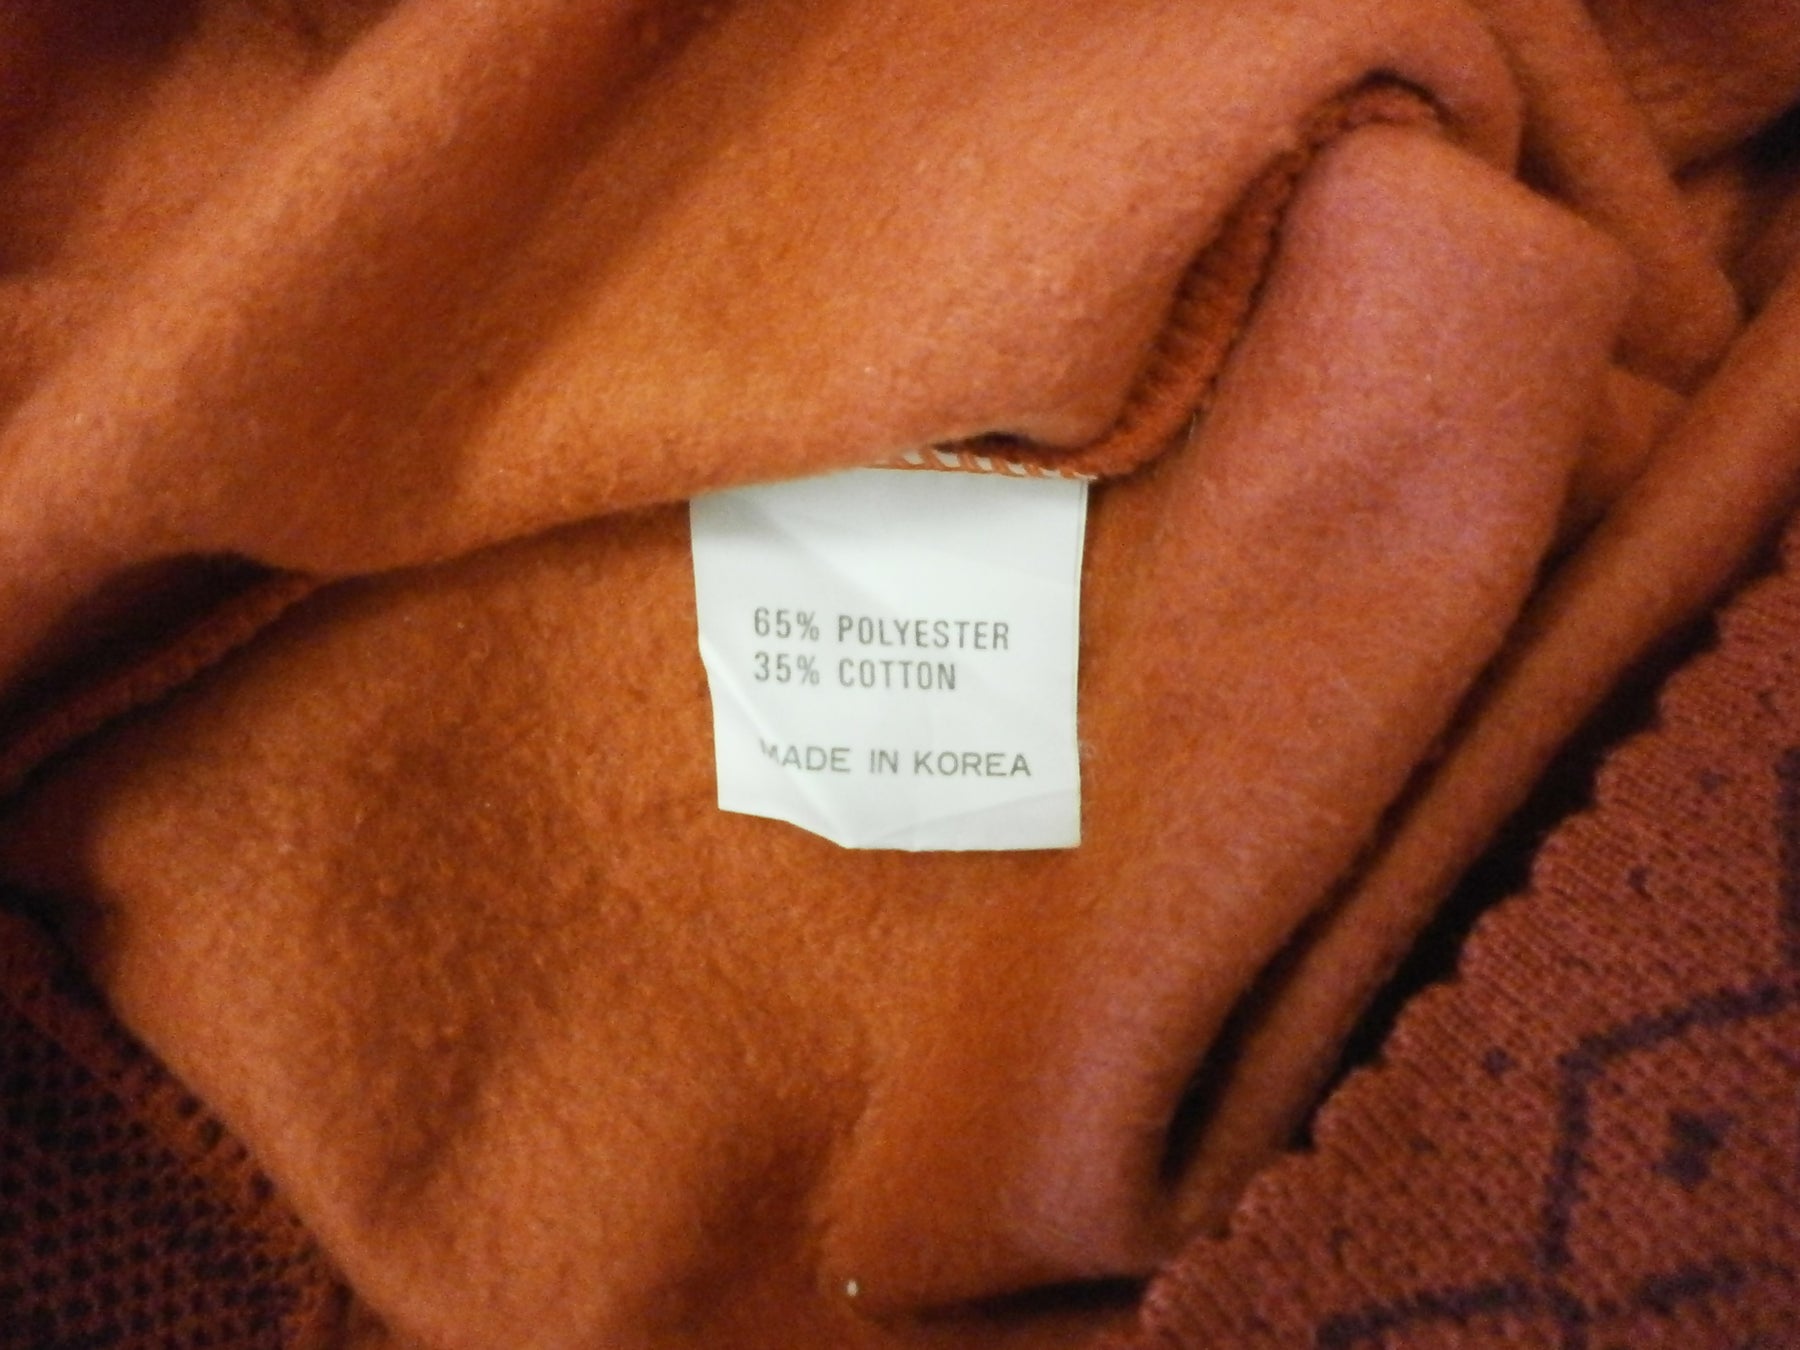 65% POLYESTER
35% COTTON
MADE IN KOREA